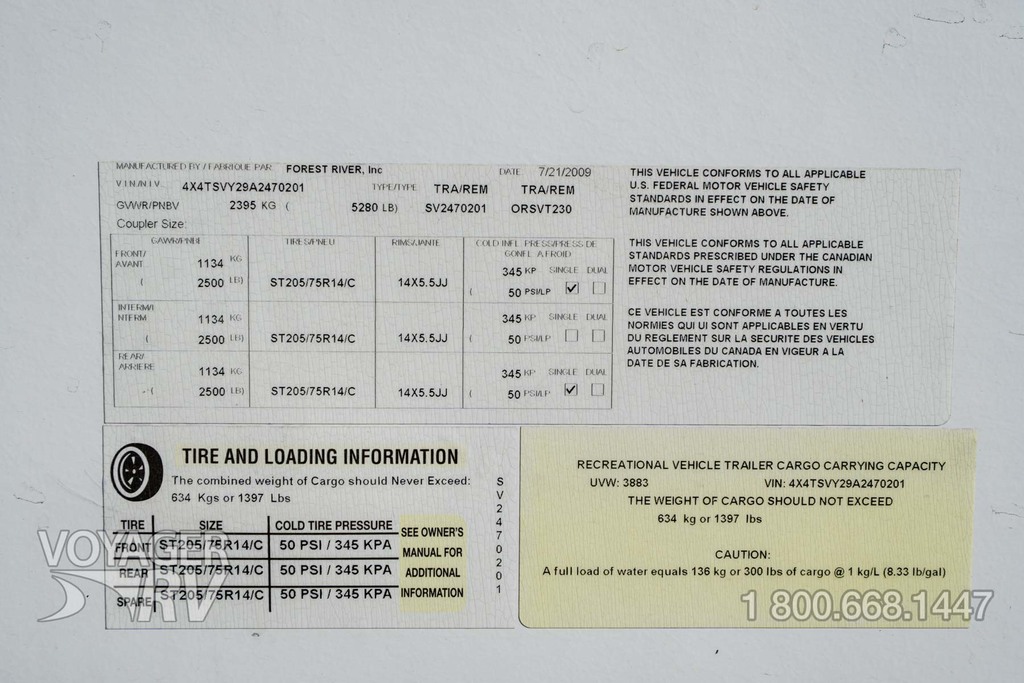 MANUFACTURED BY / FABRIQUE PAR FOREST RIVER, Inc DATE 7/21/2009
VIN/NIV 4X4TSVY29A2470201 TYPE/TYPE TRA/REM TRA/REM
GVWR/PNBV 2395 KG ( 5280 LB) SV2470201 ORSVT230
Coupler Size:
GAWR/PNBE TIRES/PNEU RIMS/JANTE COLD INFL. PRESS/PRESS DE
GONFL A FROID
FRONT/
AVANT 1134 KG 345 KP SINGLE DUAL
( 2500 LB) ST205/75R14/C 14X5.5JJ ( 50 PSI/LP
INTERM/I
NTERM 1134 KG 345 KP SINGLE DUAL
( 2500 LB) ST205/75R14/C 14X5.5JJ ( 50 PSI/LP
REAR/
ARRIERE 1134 KG 345 KP SINGLE DUAL
( 2500 LB) ST205/75R14/C 14X5.5JJ ( 50 PSI/LP
THIS VEHICLE CONFORMS TO ALL APPLICABLE
U.S. FEDERAL MOTOR VEHICLE SAFETY
STANDARDS IN EFFECT ON THE DATE OF
MANUFACTURE SHOWN ABOVE.
THIS VEHICLE CONFORMS TO ALL APPLICABLE
STANDARDS PRESCRIBED UNDER THE CANADIAN
MOTOR VEHICLE SAFETY REGULATIONS IN
EFFECT ON THE DATE OF MANUFACTURE.
CE VEHICLE EST CONFORME A TOUTES LES
NORMIES QUI UI SONT APPLICABLES EN VERTU
DU REGLEMENT SUR LA SECURITE DES VEHICLES
AUTOMOBILES DU CANADA EN VIGEUR A LA
DATE DE SA FABRICATION.
TIRE AND LOADING INFORMATION
The combined weight of Cargo should Never Exceed:
634 Kgs or 1397 Lbs
TIRE SIZE COLD TIRE PRESSURE
FRONT ST205/75R14/C 50 PSI / 345 KPA
REAR ST205/75R14/C 50 PSI / 345 KPA
SPARE ST205/75R14/C 50 PSI / 345 KPA
SEE OWNER'S
MANUAL FOR
ADDITIONAL
INFORMATION
SV2470201
RECREATIONAL VEHICLE TRAILER CARGO CARRYING CAPACITY
UVW: 3883 VIN: 4X4TSVY29A2470201
THE WEIGHT OF CARGO SHOULD NOT EXCEED
634 kg or 1397 lbs
CAUTION:
A full load of water equals 136 kg or 300 lbs of cargo @ 1 kg/L (8.33 lb/gal)
VOYAGER
RV
1 800.668.1447